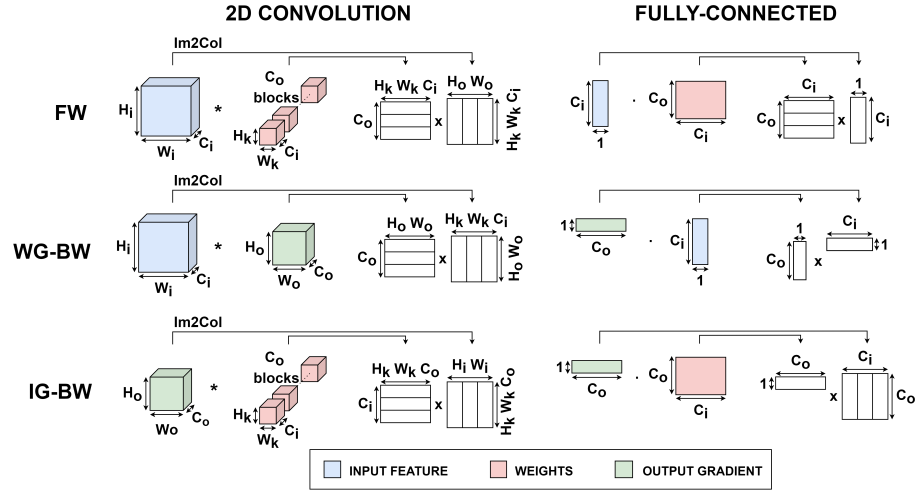 2D CONVOLUTION
FULLY-CONNECTED
FW
Im2Col
Hi
Wi
Ci
*
Co
blocks
Hk
Wk
Ci
Hk Wk Ci
Co
x
Ho Wo
Hk Wk Ci
Ci
1
.
Co
Ci
Ci
Co
x
1
Ci
WG-BW
Im2Col
Hi
Wi
Ci
*
Ho
Wo
Co
Ho Wo
Co
x
Hk Wk Ci
Ho Wo
1
Co
.
Ci
1
1
Co
x
Ci
1
IG-BW
Im2Col
Ho
Wo
Co
*
Co
blocks
Hk
Wk
Ci
Hk Wk Co
Ci
x
Hi Wi
Hk Wk Co
1
Co
.
Co
Ci
Co
1
x
Ci
Co
INPUT FEATURE
WEIGHTS
OUTPUT GRADIENT